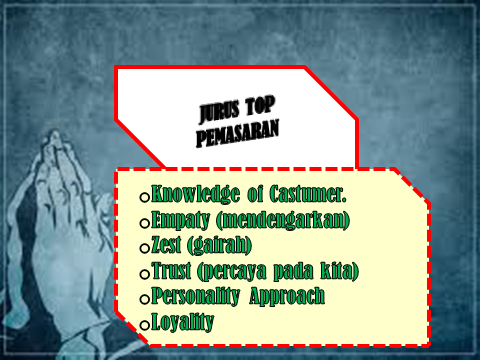 JURUS TOP
PEMASARAN
Knowledge of Castumer.
Empaty (mendengarkan)
Zest (gairah)
Trust (percaya pada kita)
Personality Approach
Loyality